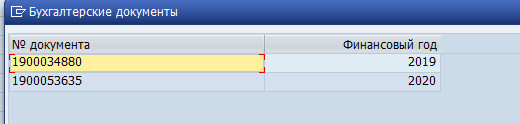 Бухгалтерские документы
№ документа Финансовый год
1900034880 2019
1900053635 2020